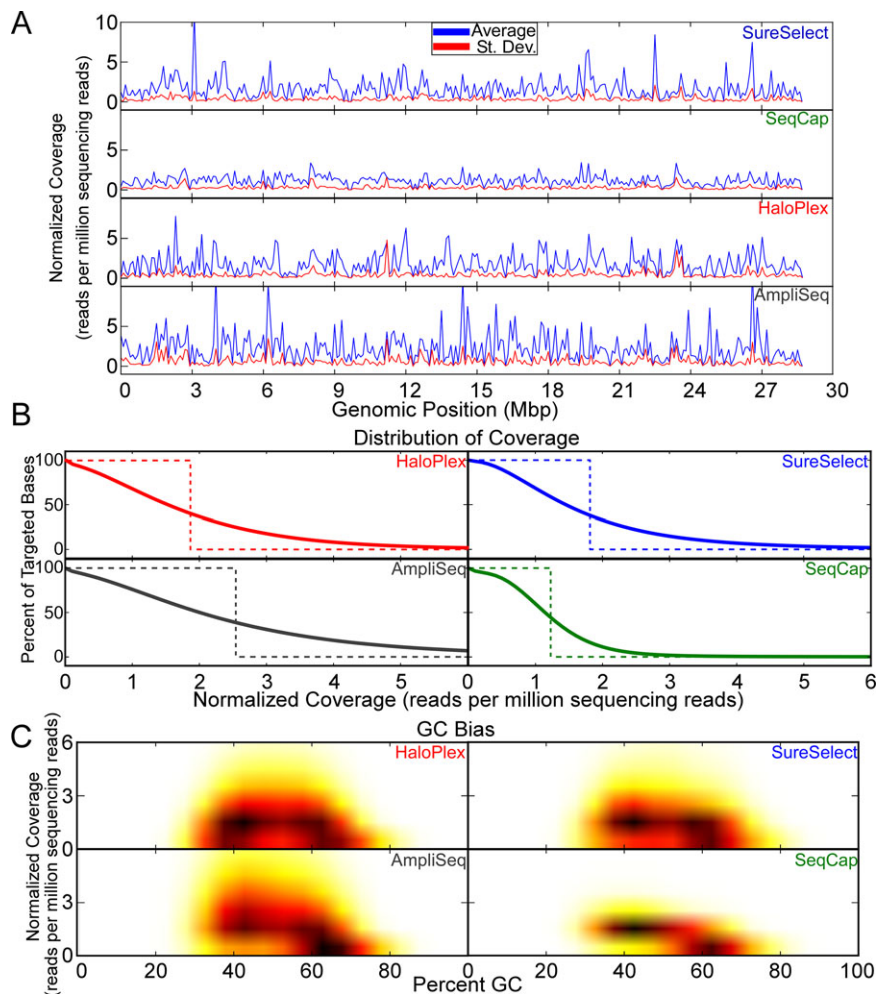 A
10
Average
St. Dev.
SureSelect
5
0
SeqCap
5
0
HaloPlex
5
0
AmpliSeq
5
0
Normalized Coverage
(reads per million sequencing reads)
0 3 6 9 12 15 18 21 24 27 30
Genomic Position (Mbp)
B
Distribution of Coverage
100
50
0
HaloPlex
SureSelect
100
50
0
AmpliSeq
SeqCap
Percent of Targeted Bases
0 1 2 3 4 5 0 1 2 3 4 5 6
Normalized Coverage (reads per million sequencing reads)
C
GC Bias
6
3
0
HaloPlex
SureSelect
3
0
AmpliSeq
SeqCap
Normalized Coverage
(reads per million sequencing reads)
0 20 40 60 80 0 20 40 60 80 100
Percent GC